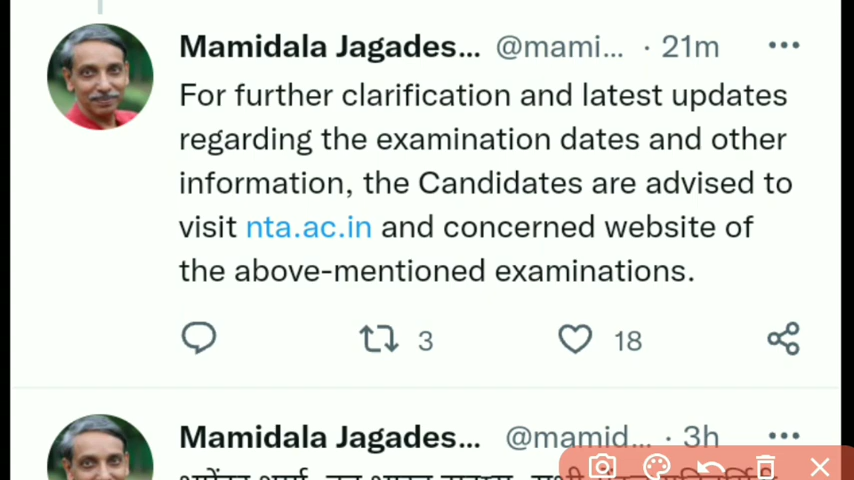 Mamidala Jagades... @mami... · 21m
For further clarification and latest updates
regarding the examination dates and other
information, the Candidates are advised to
visit nta.ac.in and concerned website of
the above-mentioned examinations.
3 18
Mamidala Jagades... @mamid... · 3h